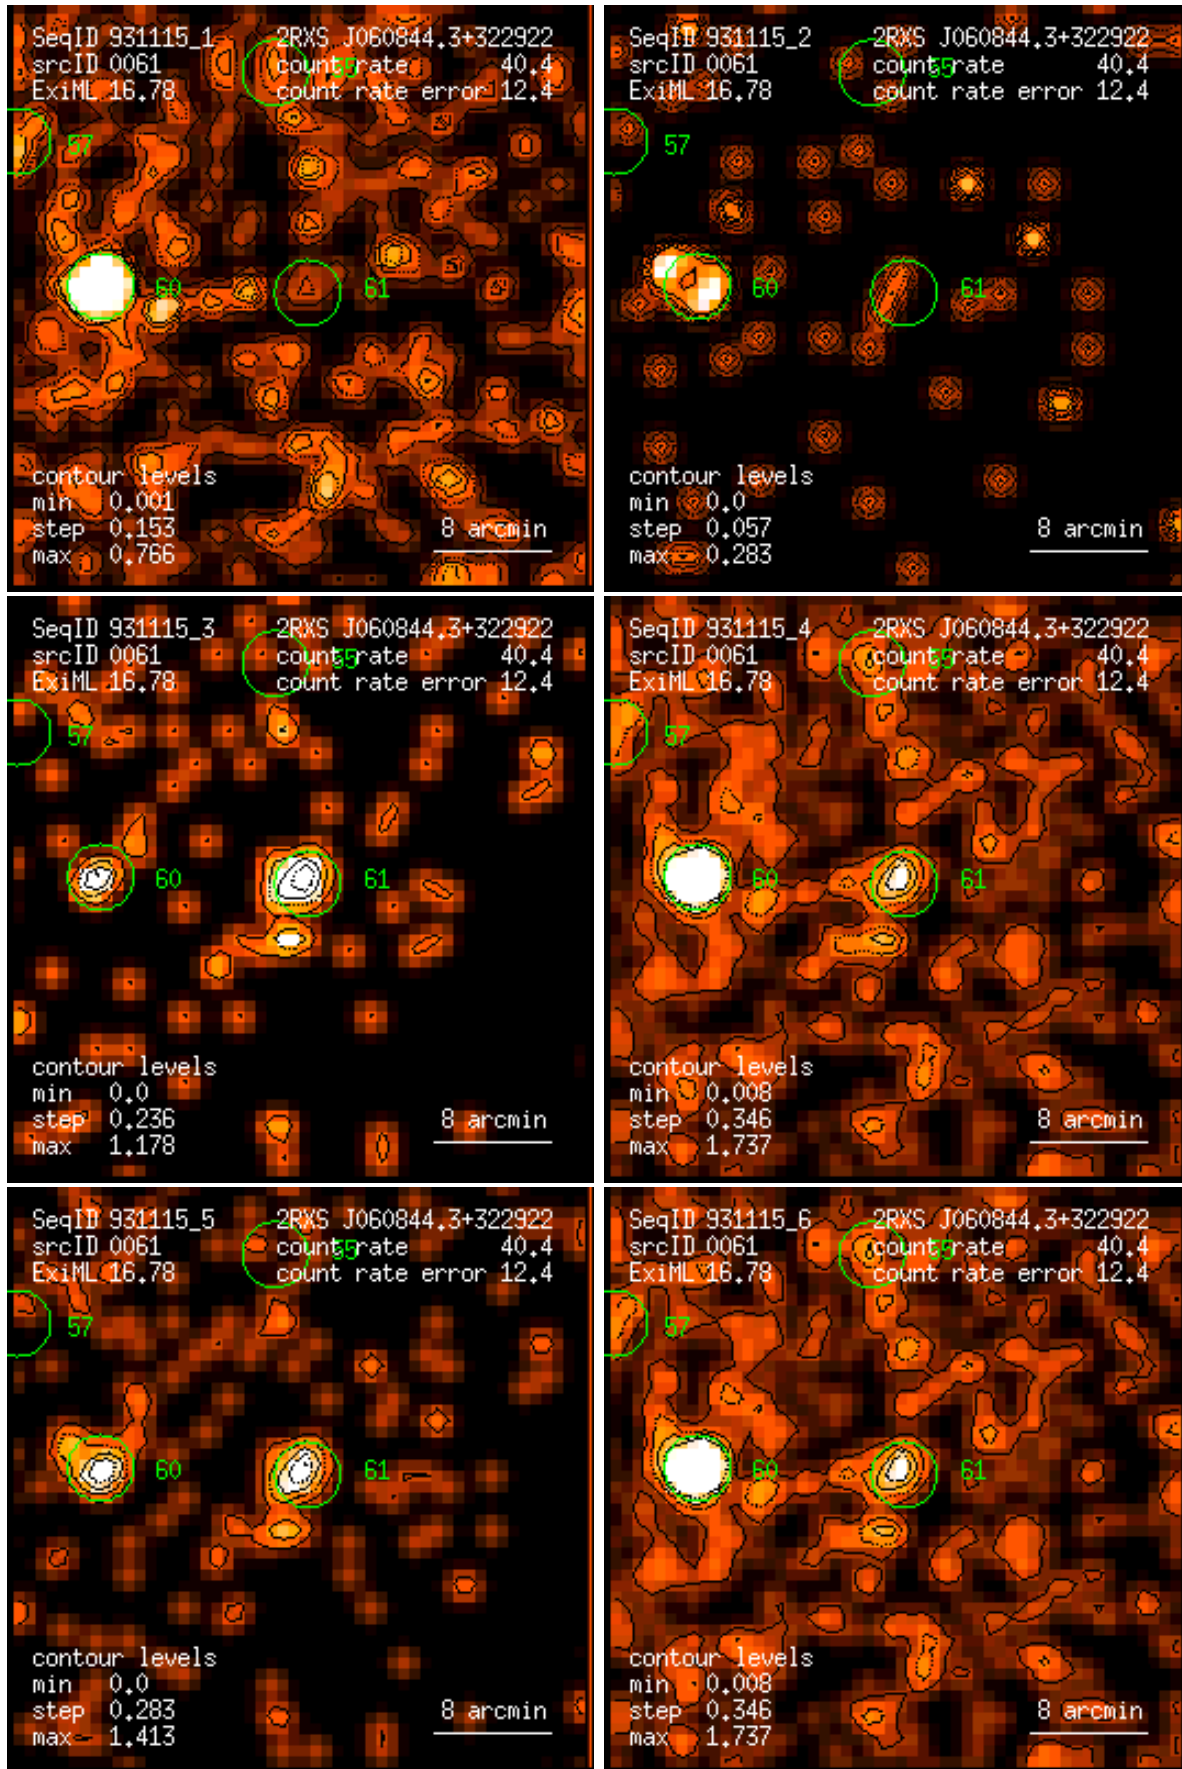 SeqID 931115_1 2RXS J060844.3+322922
srcID 0061 count rate 40.4
55
ExiML 16.78 count rate error 12.4
57
60 61
contour levels
min 0.001
step 0.153 8 arcmin
max 0.766
SeqID 931115_2 2RXS J060844.3+322922
srcID 0061 count rate 40.4
55
ExiML 16.78 count rate error 12.4
57
60 61
contour levels
min 0.0
step 0.057 8 arcmin
max 0.283
SeqID 931115_3 2RXS J060844.3+322922
srcID 0061 count rate 40.4
55
ExiML 16.78 count rate error 12.4
57
60 61
contour levels
min 0.0
step 0.236 8 arcmin
max 1.178
SeqID 931115_4 2RXS J060844.3+322922
srcID 0061 count rate 40.4
55
ExiML 16.78 count rate error 12.4
57
60 61
contour levels
min 0.008
step 0.346 8 arcmin
max 1.737
SeqID 931115_5 2RXS J060844.3+322922
srcID 0061 count rate 40.4
55
ExiML 16.78 count rate error 12.4
57
60 61
contour levels
min 0.0
step 0.283 8 arcmin
max 1.413
SeqID 931115_6 2RXS J060844.3+322922
srcID 0061 count rate 40.4
55
ExiML 16.78 count rate error 12.4
57
60 61
contour levels
min 0.008
step 0.346 8 arcmin
max 1.737